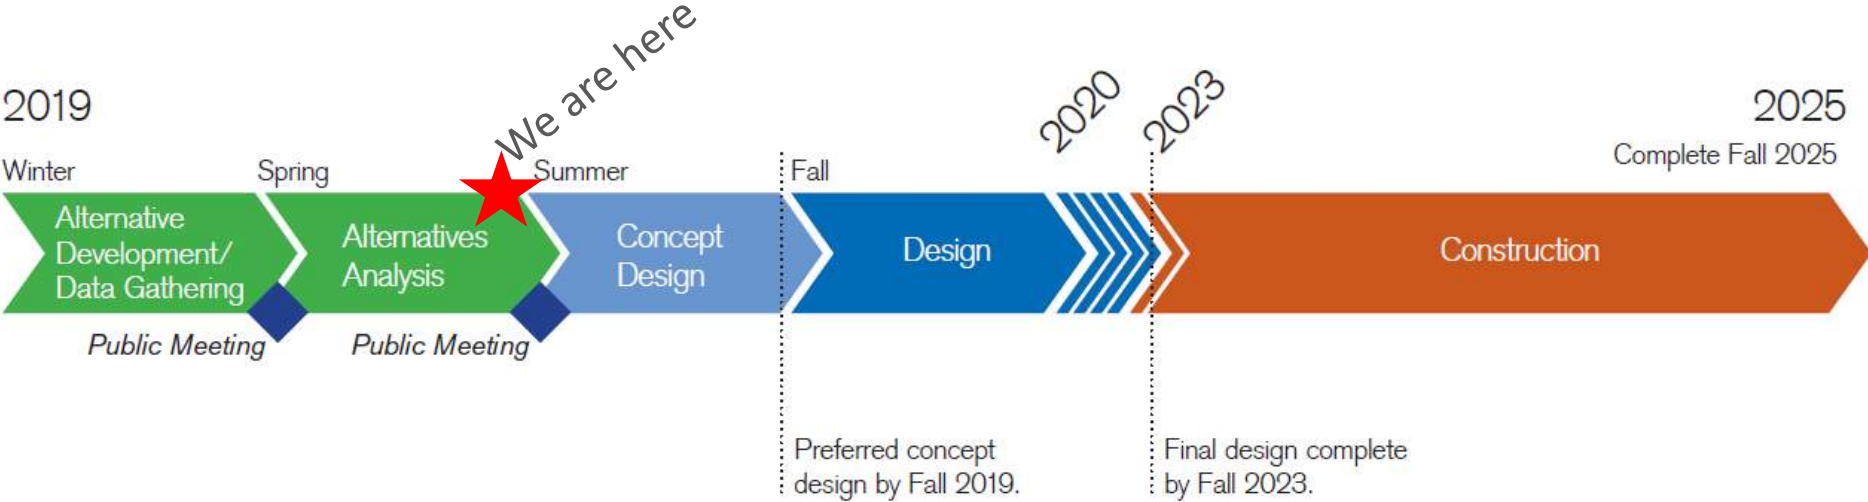 We are here
2019
2020
2023
2025
Complete Fall 2025
Winter
Spring
Summer
Fall
Alternative
Development/
Data Gathering
Alternatives
Analysis
Concept
Design
Design
Construction
Public Meeting
Public Meeting
Preferred concept
design by Fall 2019.
Final design complete
by Fall 2023.